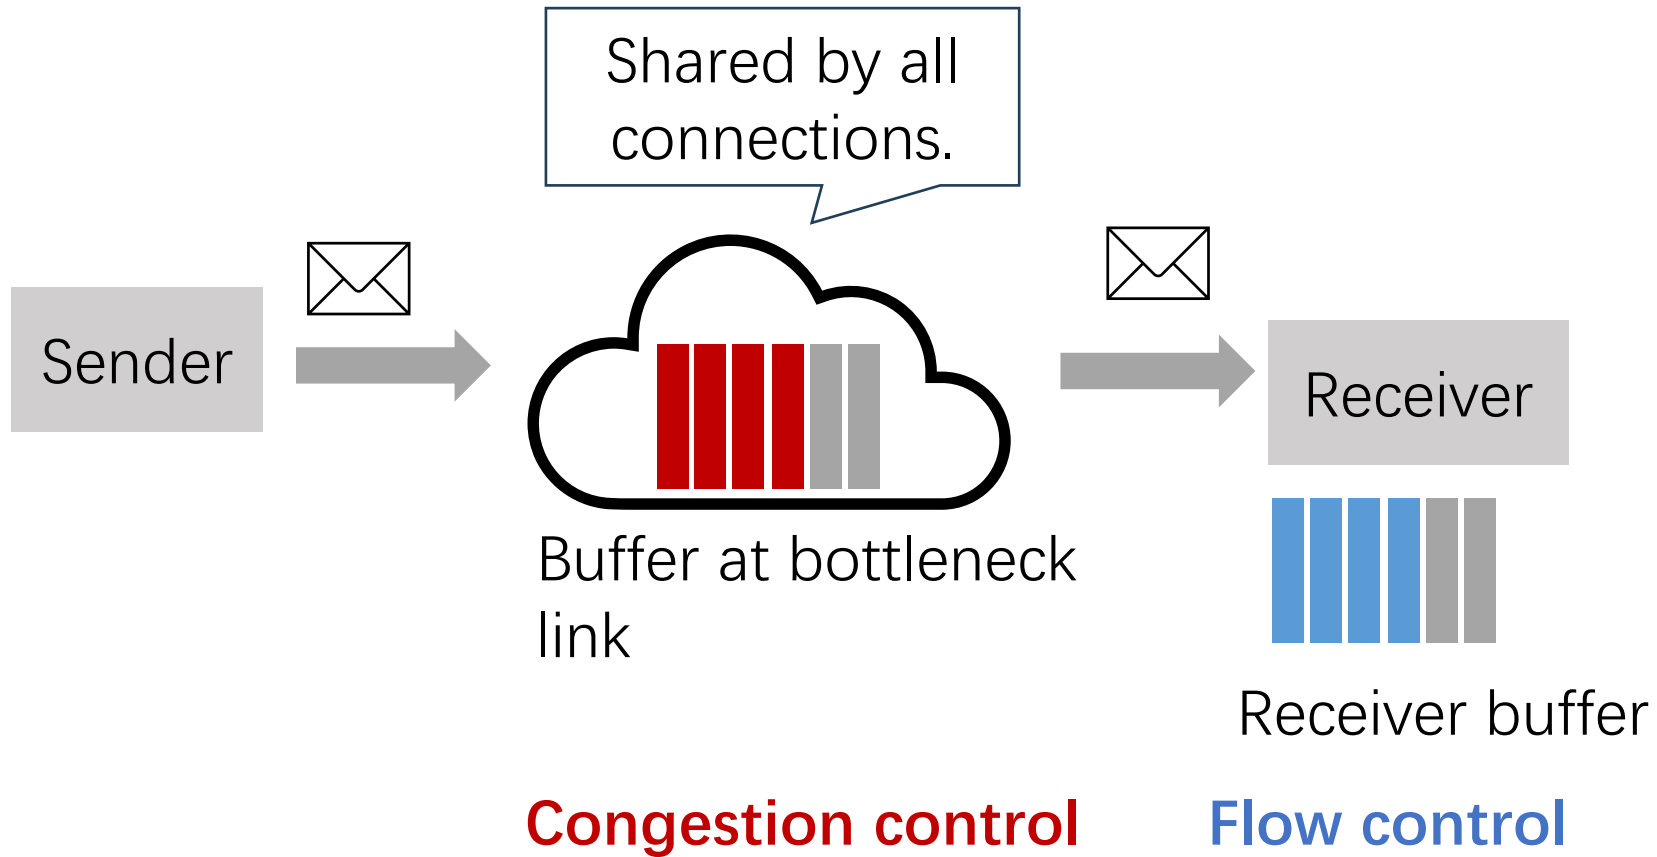 Shared by all
connections.
Sender
Receiver
Buffer at bottleneck
link
Receiver buffer
Congestion control
Flow control